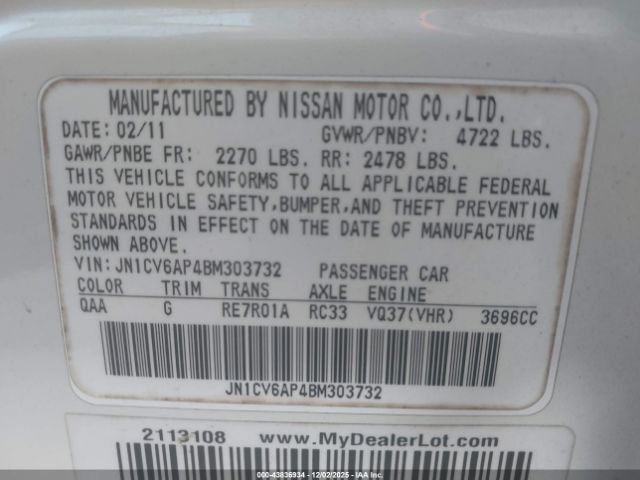 MANUFACTURED BY NISSAN MOTOR CO.,LTD.
DATE: 02/11 GVWR/PNBV: 4722 LBS.
GAWR/PNBE FR: 2270 LBS. RR: 2478 LBS.
THIS VEHICLE CONFORMS TO ALL APPLICABLE FEDERAL
MOTOR VEHICLE SAFETY,BUMPER,AND THEFT PREVENTION
STANDARDS IN EFFECT ON THE DATE OF MANUFACTURE
SHOWN ABOVE.
VIN:JN1CV6AP4BM303732 PASSENGER CAR
COLOR TRIM TRANS AXLE ENGINE
QAA G RE7R01A RC33 VQ37(VHR) 3696CC
JN1CV6AP4BM303732
2113108 www.MyDealerLot.com
000-43836934 - 12/02/2025 - IAA Copyright